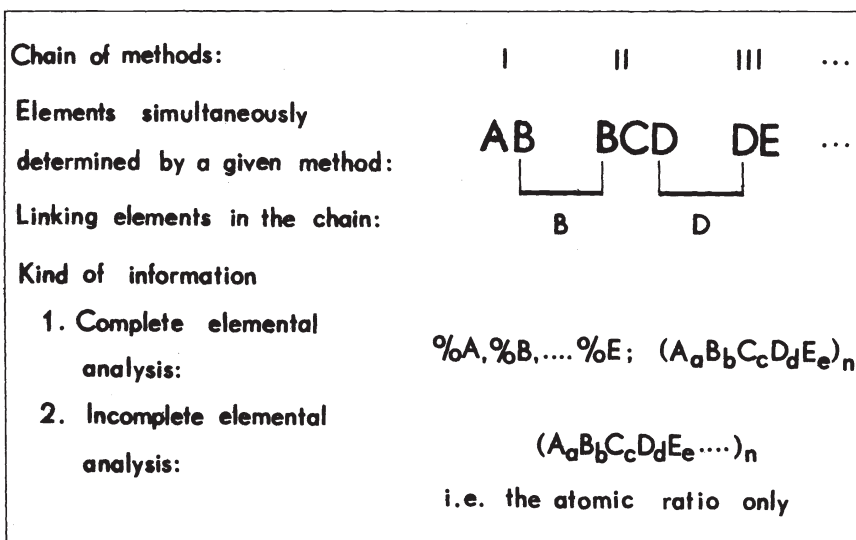 Chain of methods: I II III ...
Elements simultaneously
determined by a given method: AB BCD DE ...
Linking elements in the chain: B D
Kind of information
1. Complete elemental
analysis: %A,%B,....%E; (AaBbCcDdEe)n
2. Incomplete elemental
analysis: (AaBbCcDdEe....)n
i.e. the atomic ratio only